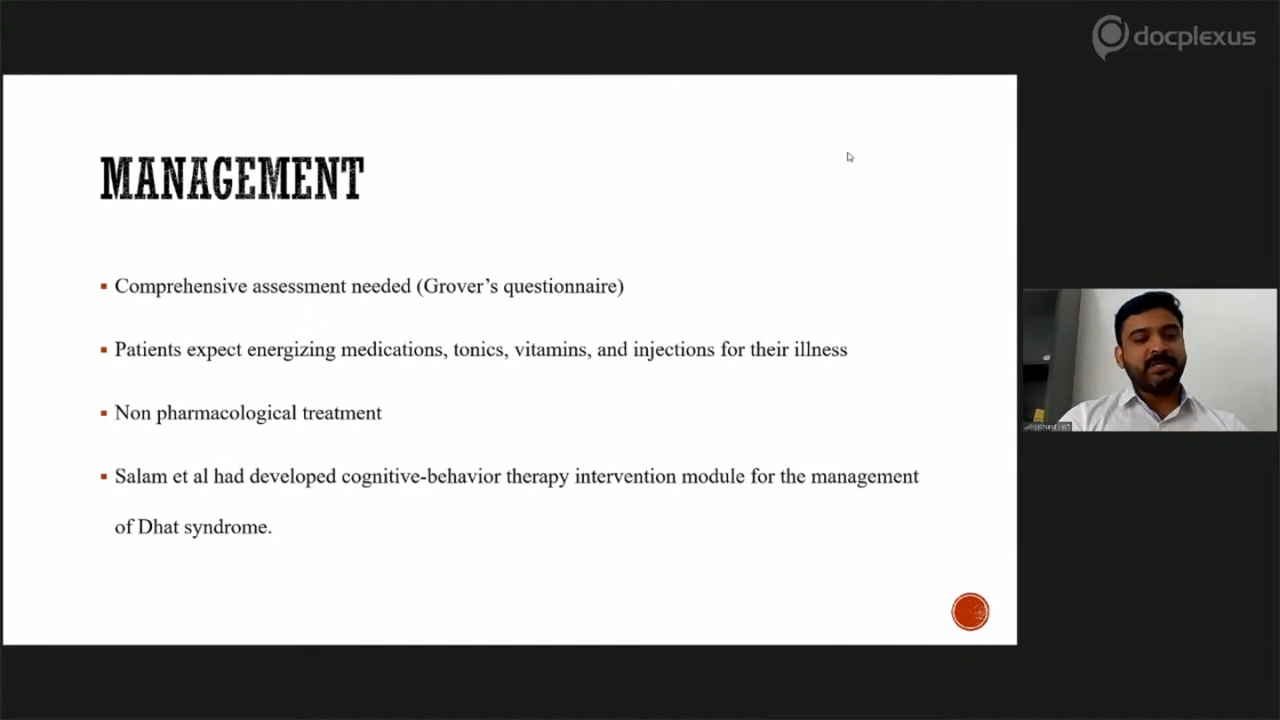 docplexus
MANAGEMENT
Comprehensive assessment needed (Grover’s questionnaire)
Patients expect energizing medications, tonics, vitamins, and injections for their illness
Non pharmacological treatment
Salam et al had developed cognitive-behavior therapy intervention module for the management
of Dhat syndrome.